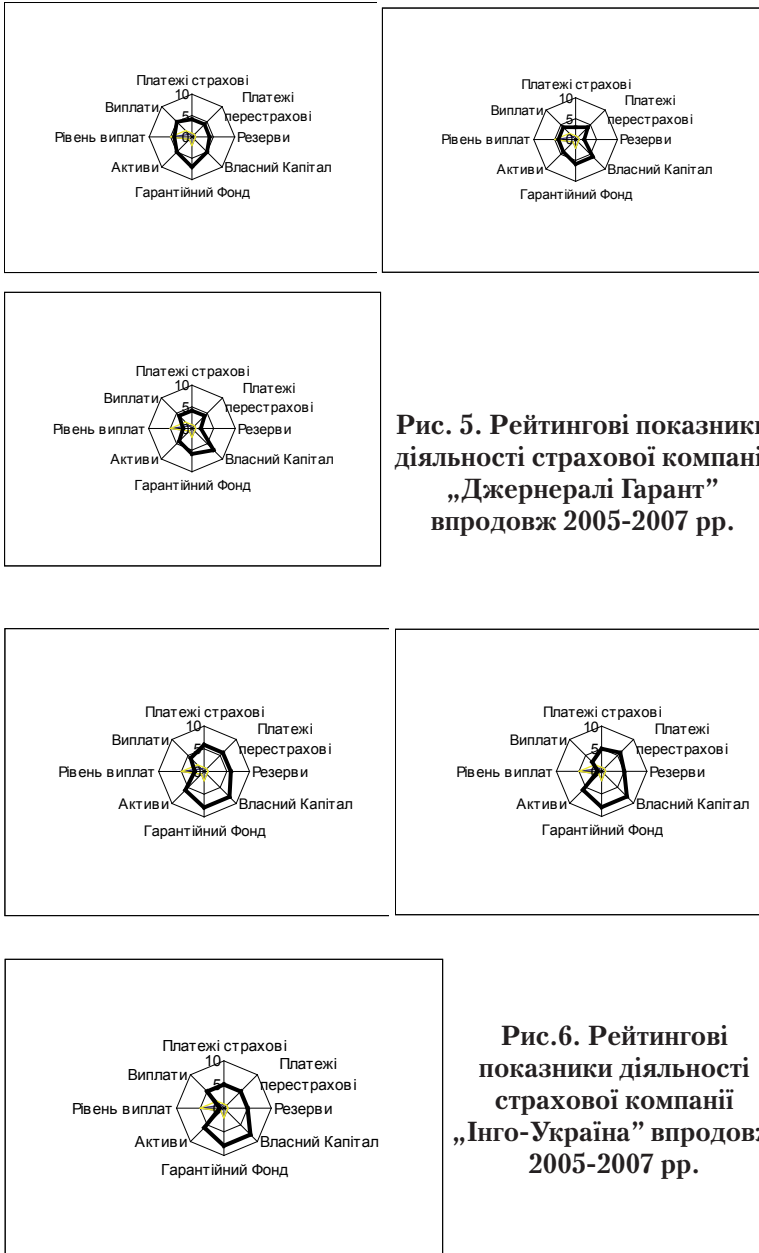 Платежі страхові
10
Платежі
перестрахові
Виплати
5
Рівень виплат
0
Резерви
Активи
Власний Капітал
Гарантійний Фонд
Платежі страхові
10
Платежі
перестрахові
Виплати
5
Рівень виплат
0
Резерви
Активи
Власний Капітал
Гарантійний Фонд
Платежі страхові
10
Платежі
перестрахові
Виплати
5
Рівень виплат
0
Резерви
Активи
Власний Капітал
Гарантійний Фонд
Рис. 5. Рейтингові показники
діяльності страхової компанії
„Джернералі Гарант”
впродовж 2005-2007 рр.
Платежі страхові
10
Платежі
перестрахові
Виплати
5
Рівень виплат
0
Резерви
Активи
Власний Капітал
Гарантійний Фонд
Платежі страхові
10
Платежі
перестрахові
Виплати
5
Рівень виплат
0
Резерви
Активи
Власний Капітал
Гарантійний Фонд
Платежі страхові
10
Платежі
перестрахові
Виплати
5
Рівень виплат
0
Резерви
Активи
Власний Капітал
Гарантійний Фонд
Рис.6. Рейтингові
показники діяльності
страхової компанії
„Інго-Україна” впродовж
2005-2007 рр.